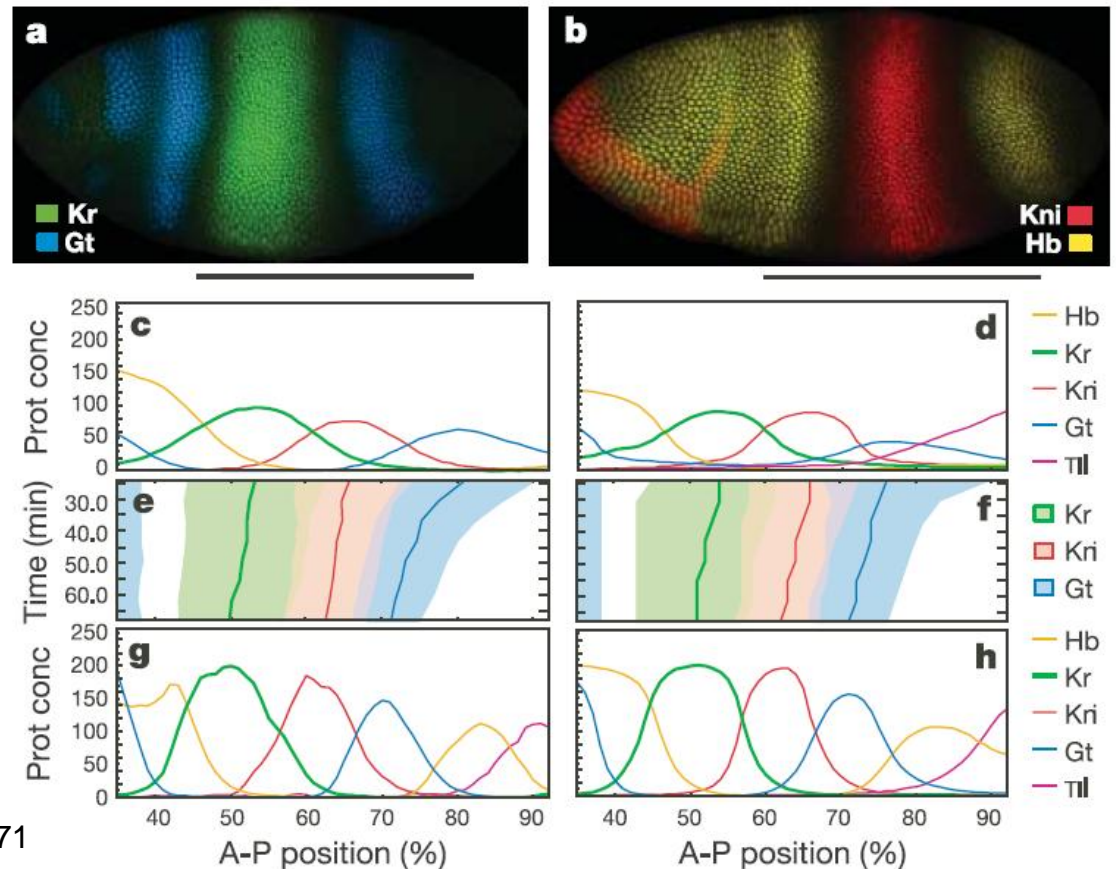 a
Kr
Gt
b
Kni
Hb
c
Prot conc
250
200
150
100
50
0
d
Hb
Kr
Kni
Gt
Tll
e
Time (min)
30.0
40.0
50.0
60.0
f
Kr
Kni
Gt
g
Prot conc
250
200
150
100
50
0
40 50 60 70 80 90
A-P position (%)
h
40 50 60 70 80 90
A-P position (%)
Hb
Kr
Kni
Gt
Tll
71